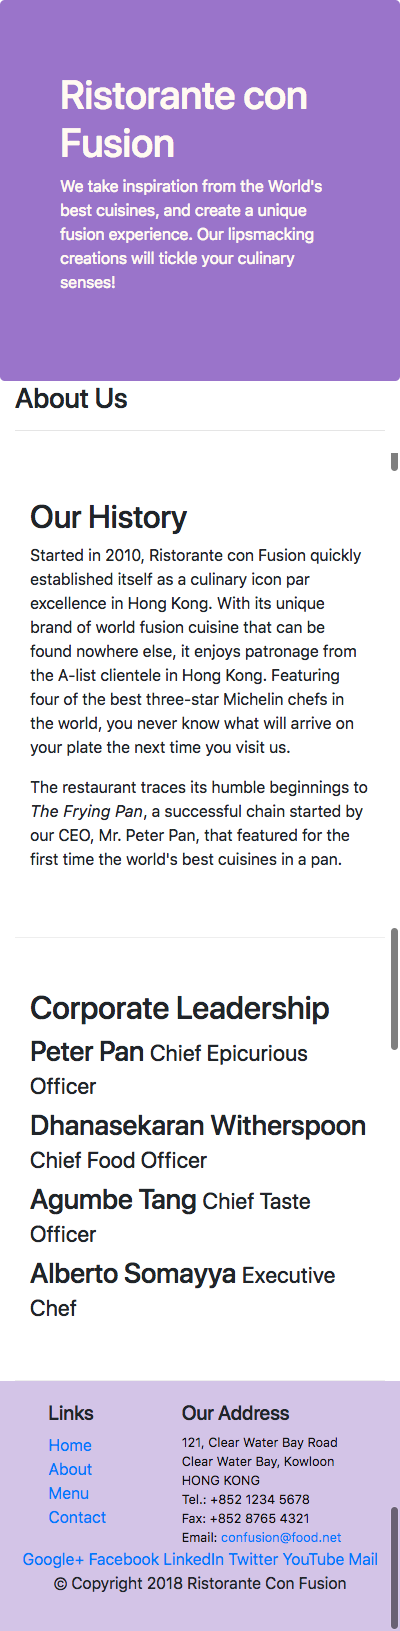 Ristorante con
Fusion
We take inspiration from the World's
best cuisines, and create a unique
fusion experience. Our lipsmacking
creations will tickle your culinary
senses!
About Us
Our History
Started in 2010, Ristorante con Fusion quickly
established itself as a culinary icon par
excellence in Hong Kong. With its unique
brand of world fusion cuisine that can be
found nowhere else, it enjoys patronage from
the A-list clientele in Hong Kong. Featuring
four of the best three-star Michelin chefs in
the world, you never know what will arrive on
your plate the next time you visit us.
The restaurant traces its humble beginnings to
The Frying Pan, a successful chain started by
our CEO, Mr. Peter Pan, that featured for the
first time the world's best cuisines in a pan.
Corporate Leadership
Peter Pan Chief Epicurious
Officer
Dhanasekaran Witherspoon
Chief Food Officer
Agumbe Tang Chief Taste
Officer
Alberto Somayya Executive
Chef
Links
Home
About
Menu
Contact
Our Address
121, Clear Water Bay Road
Clear Water Bay, Kowloon
HONG KONG
Tel.: +852 1234 5678
Fax: +852 8765 4321
Email: confusion@food.net
Google+ Facebook LinkedIn Twitter YouTube Mail
© Copyright 2018 Ristorante Con Fusion